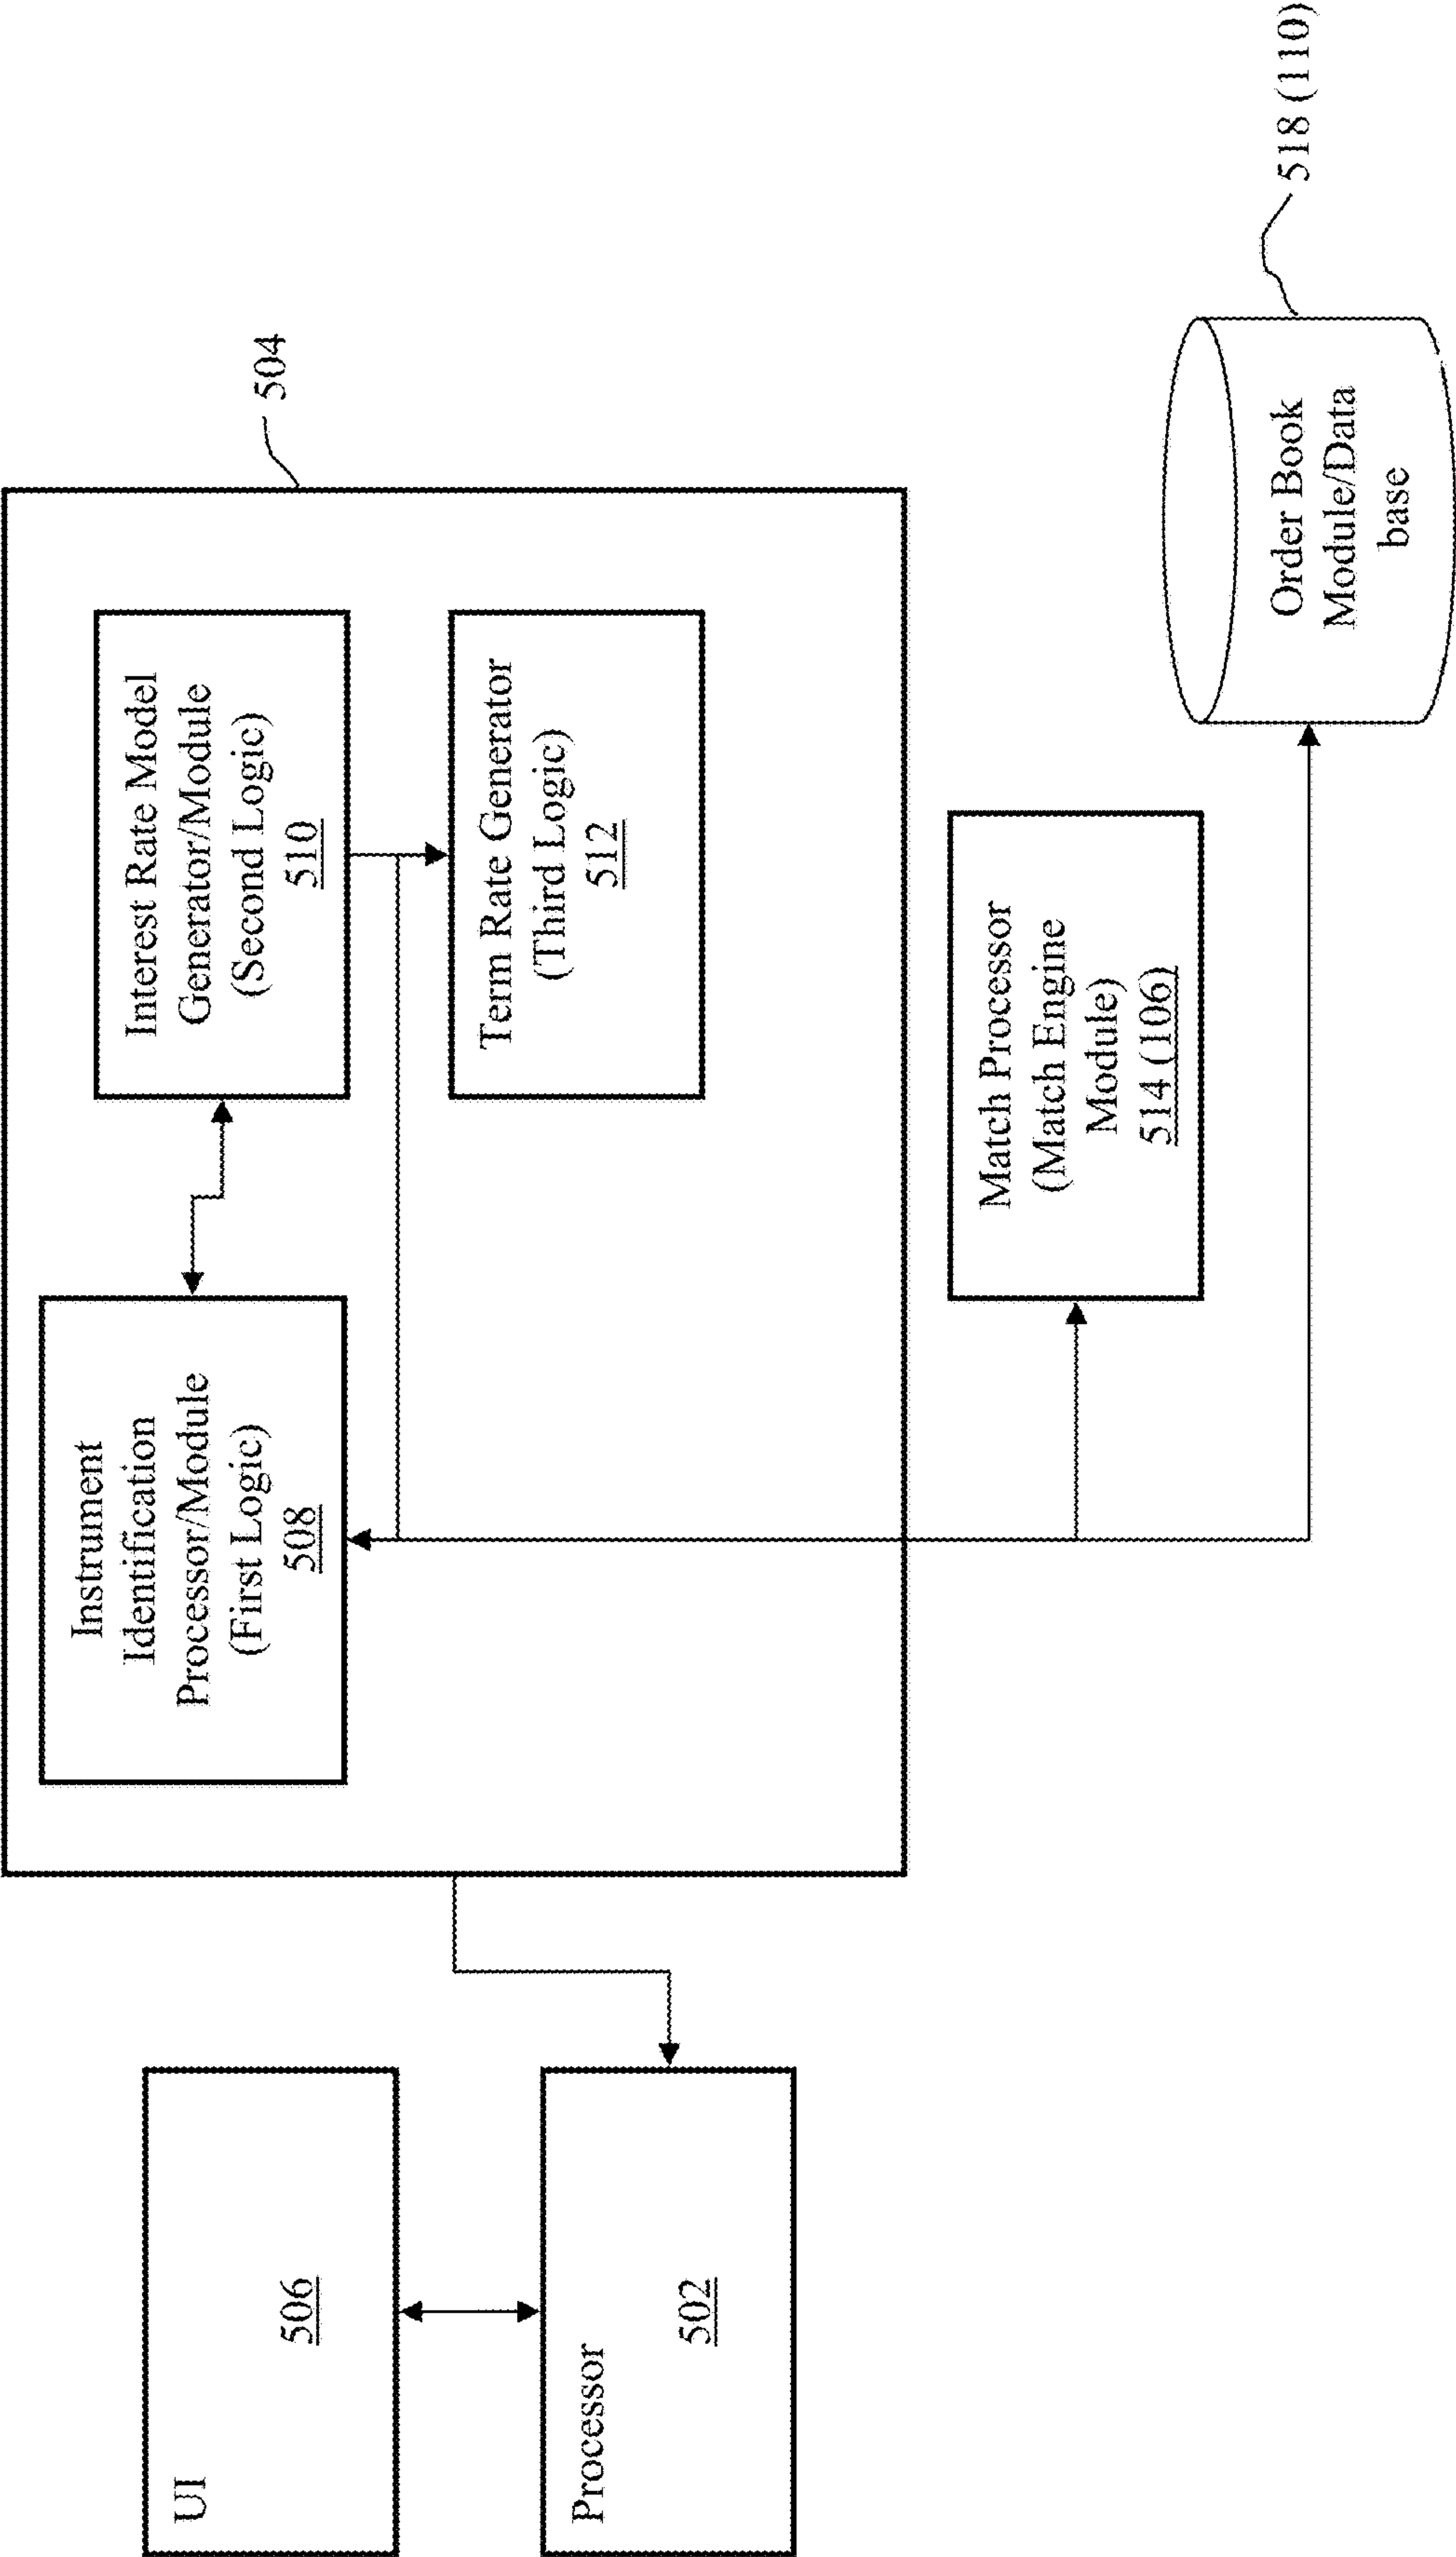 UI
506
Processor
502
504
Instrument
Identification
Processor/Module
(First Logic)
508
Interest Rate Model
Generator/Module
(Second Logic)
510
Term Rate Generator
(Third Logic)
512
Match Processor
(Match Engine
Module)
514 (106)
Order Book
Module/Data
base
518 (110)